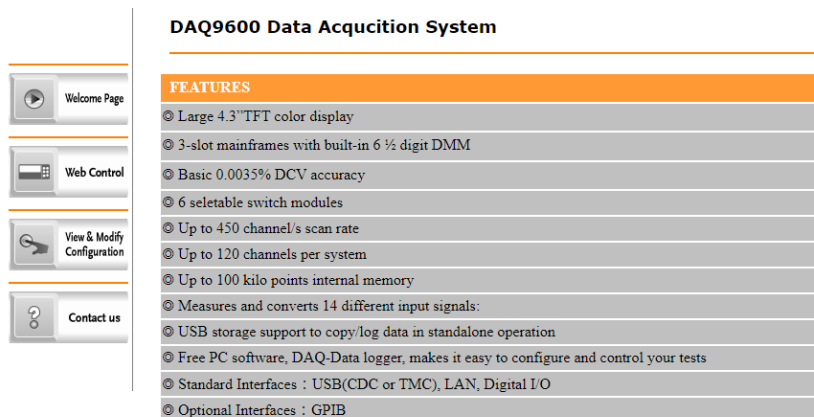 DAQ9600 Data Acqucition System
Welcome Page
Web Control
View & Modify
Configuration
Contact us
FEATURES
◎ Large 4.3”TFT color display
◎ 3-slot mainframes with built-in 6 ½ digit DMM
◎ Basic 0.0035% DCV accuracy
◎ 6 seletable switch modules
◎ Up to 450 channel/s scan rate
◎ Up to 120 channels per system
◎ Up to 100 kilo points internal memory
◎ Measures and converts 14 different input signals:
◎ USB storage support to copy/log data in standalone operation
◎ Free PC software, DAQ-Data logger, makes it easy to configure and control your tests
◎ Standard Interfaces：USB(CDC or TMC), LAN, Digital I/O
◎ Optional Interfaces：GPIB